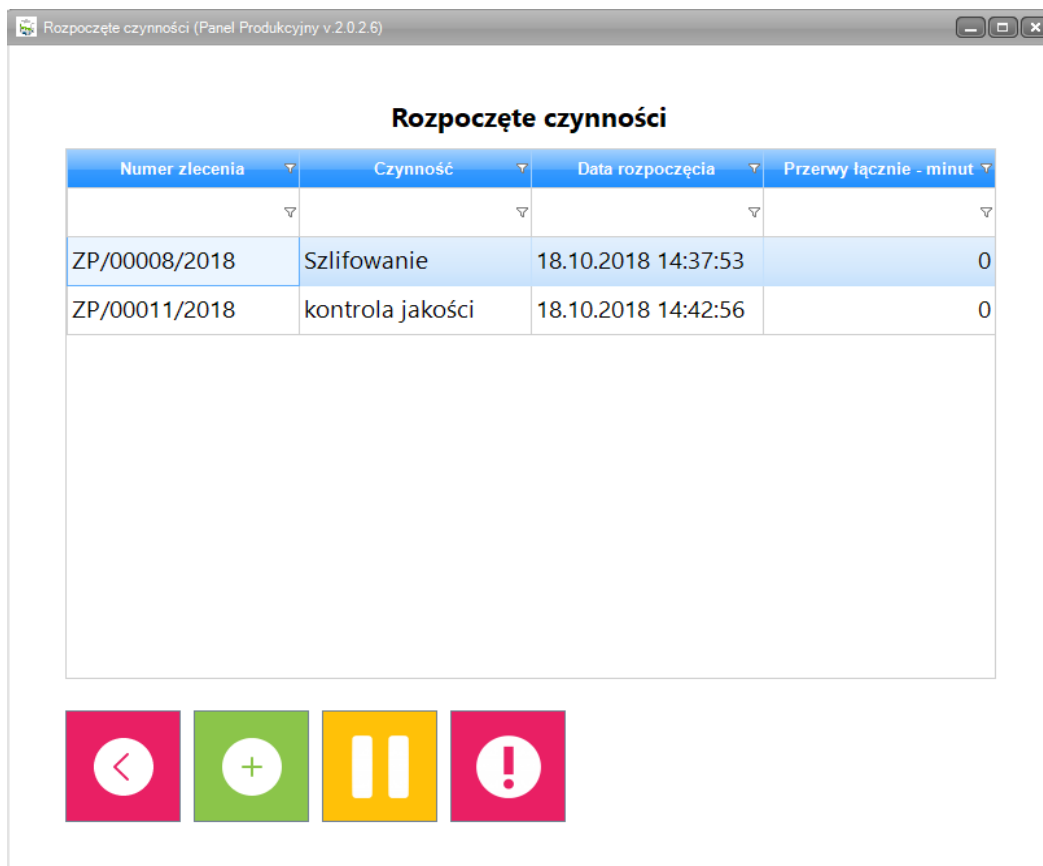 Rozpoczęte czynności (Panel Produkcyjny v.2.0.2.6)
Rozpoczęte czynności
Numer zlecenia Czynność Data rozpoczęcia Przerwy łącznie - minut
ZP/00008/2018 Szlifowanie 18.10.2018 14:37:53 0
ZP/00011/2018 kontrola jakości 18.10.2018 14:42:56 0